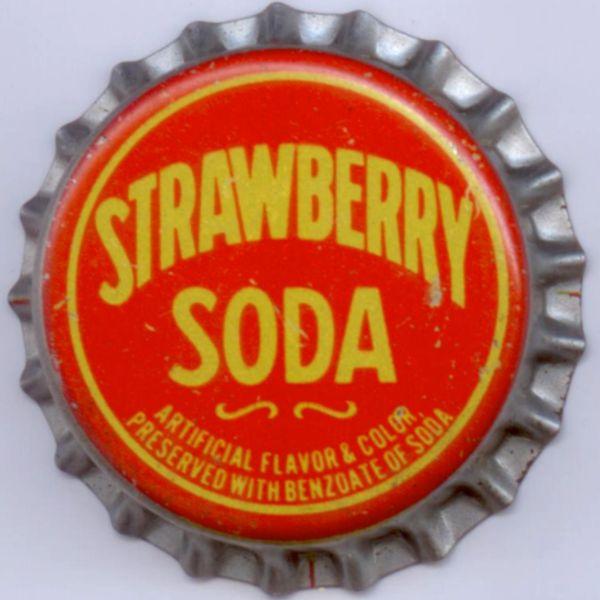 STRAWBERRY
SODA
ARTIFICIAL FLAVOR & COLOR
PRESERVED WITH BENZOATE OF SODA